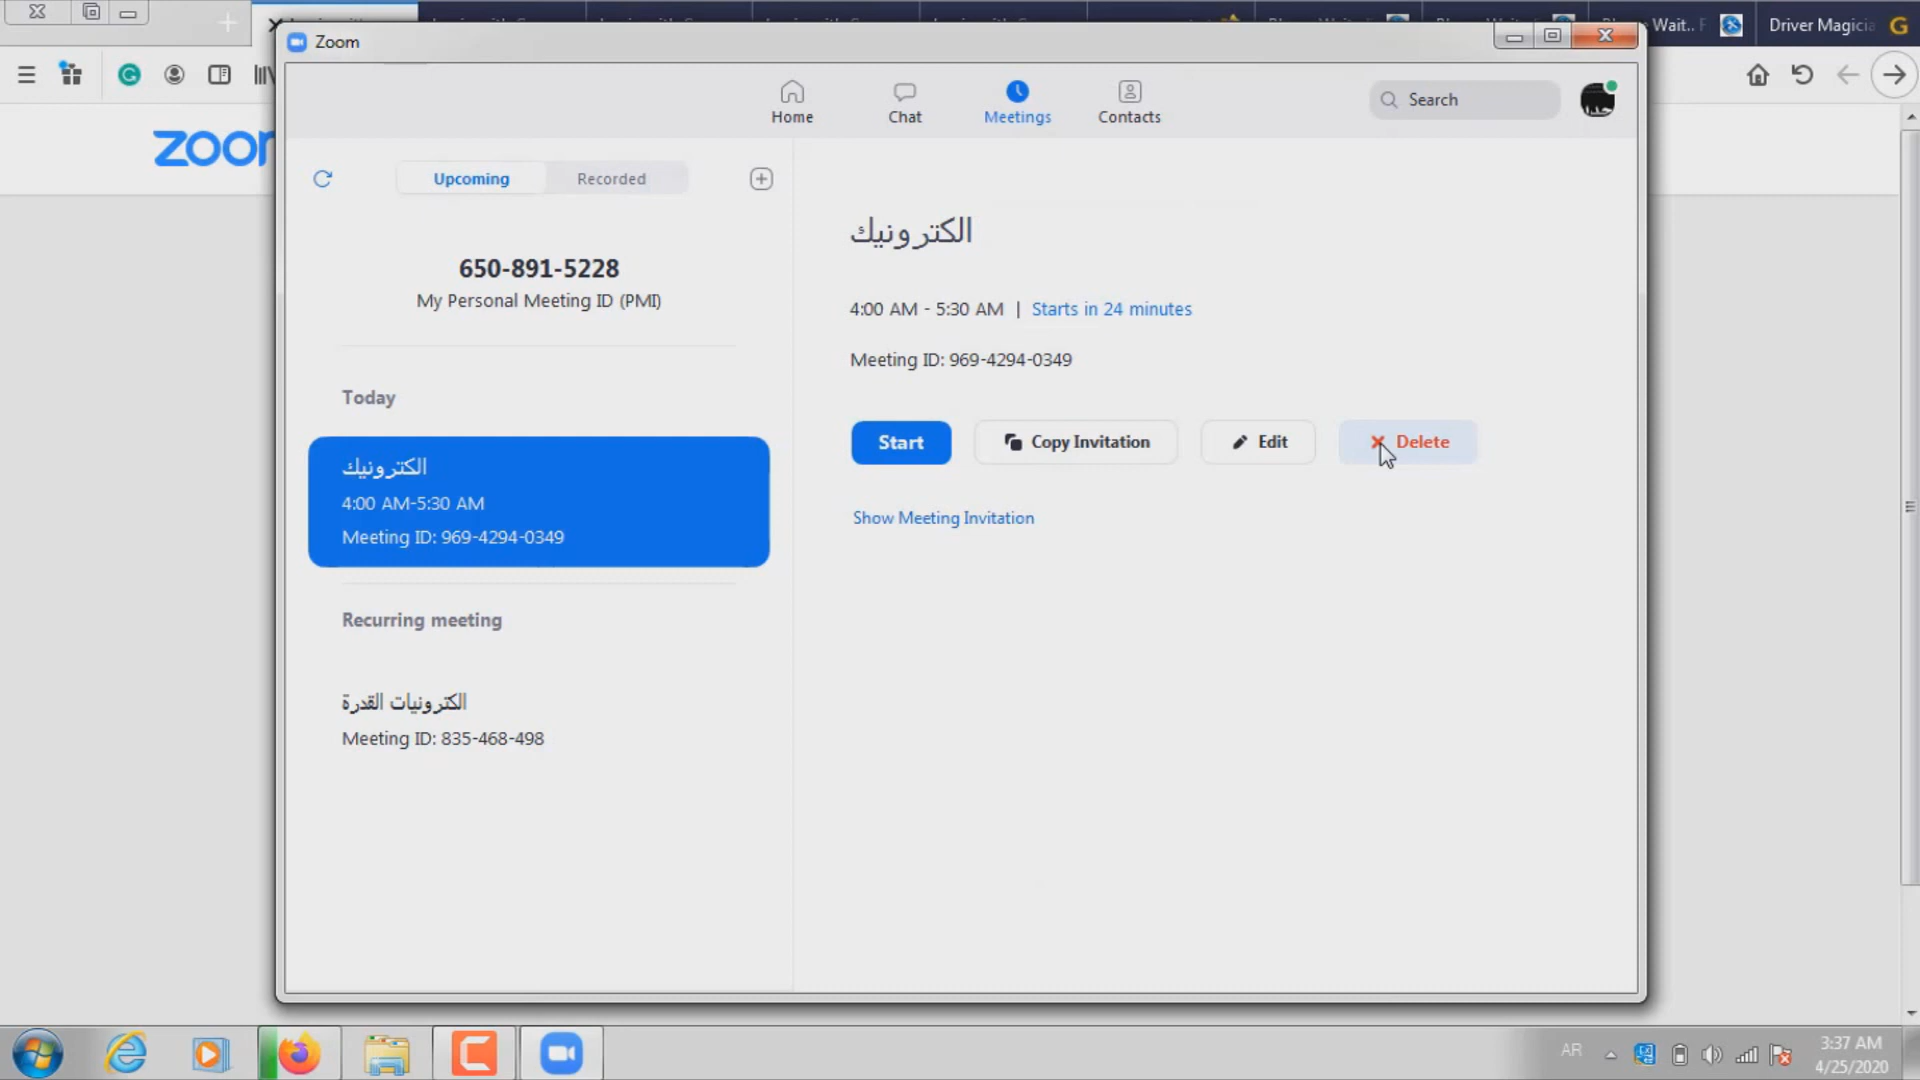 Wait..
Driver Magicia
zoom
Zoom
Home
Chat
Meetings
Contacts
Search
Upcoming
Recorded
650-891-5228
My Personal Meeting ID (PMI)
Today
الكترونيك
4:00 AM-5:30 AM
Meeting ID: 969-4294-0349
Recurring meeting
الكترونيات القدرة
Meeting ID: 835-468-498
الكترونيك
4:00 AM - 5:30 AM | Starts in 24 minutes
Meeting ID: 969-4294-0349
Start
Copy Invitation
Edit
Delete
Show Meeting Invitation
AR
3:37 AM
4/25/2020